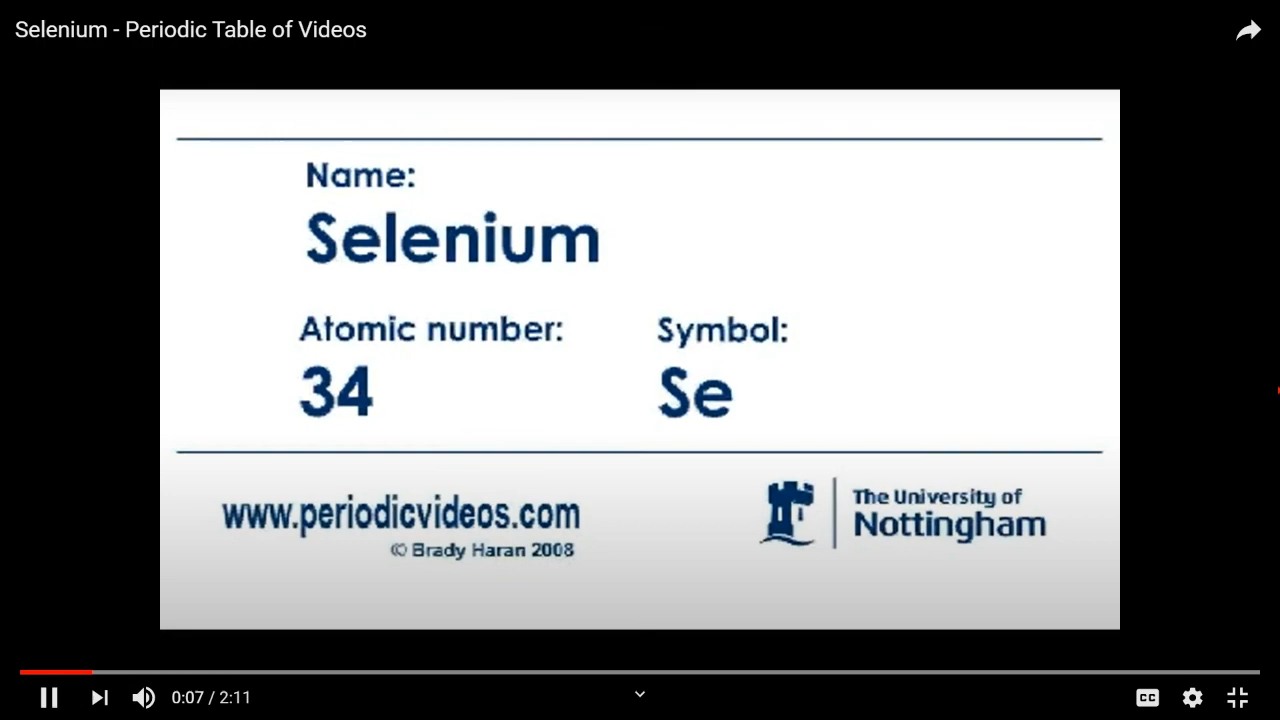 Selenium - Periodic Table of Videos
Name:
Selenium
Atomic number: Symbol:
34 Se
www.periodicvideos.com
© Brady Haran 2008
The University of
Nottingham
0:07 / 2:11
CC